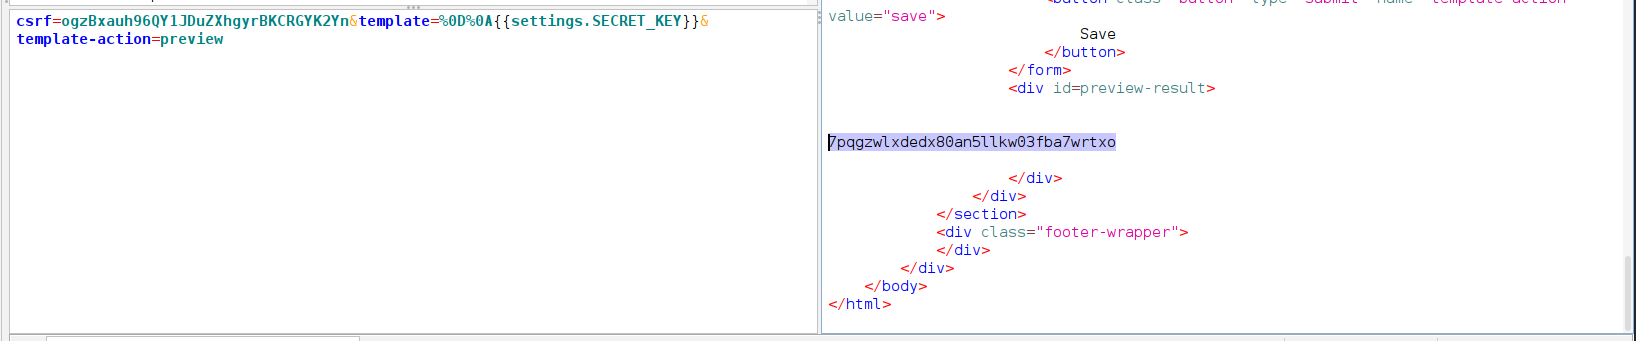 csrf=ogzBxauh96QY1JDuZXhgyrBKCRGYK2Yn&template=%0D%0A{{settings.SECRET_KEY}}&
template-action=preview
value="save">
Save
</button>
</form>
<div id=preview-result>
7pqgzwlxdedx80an5llkw03fba7wrtxo
</div>
</div>
</section>
<div class="footer-wrapper">
</div>
</div>
</body>
</html>